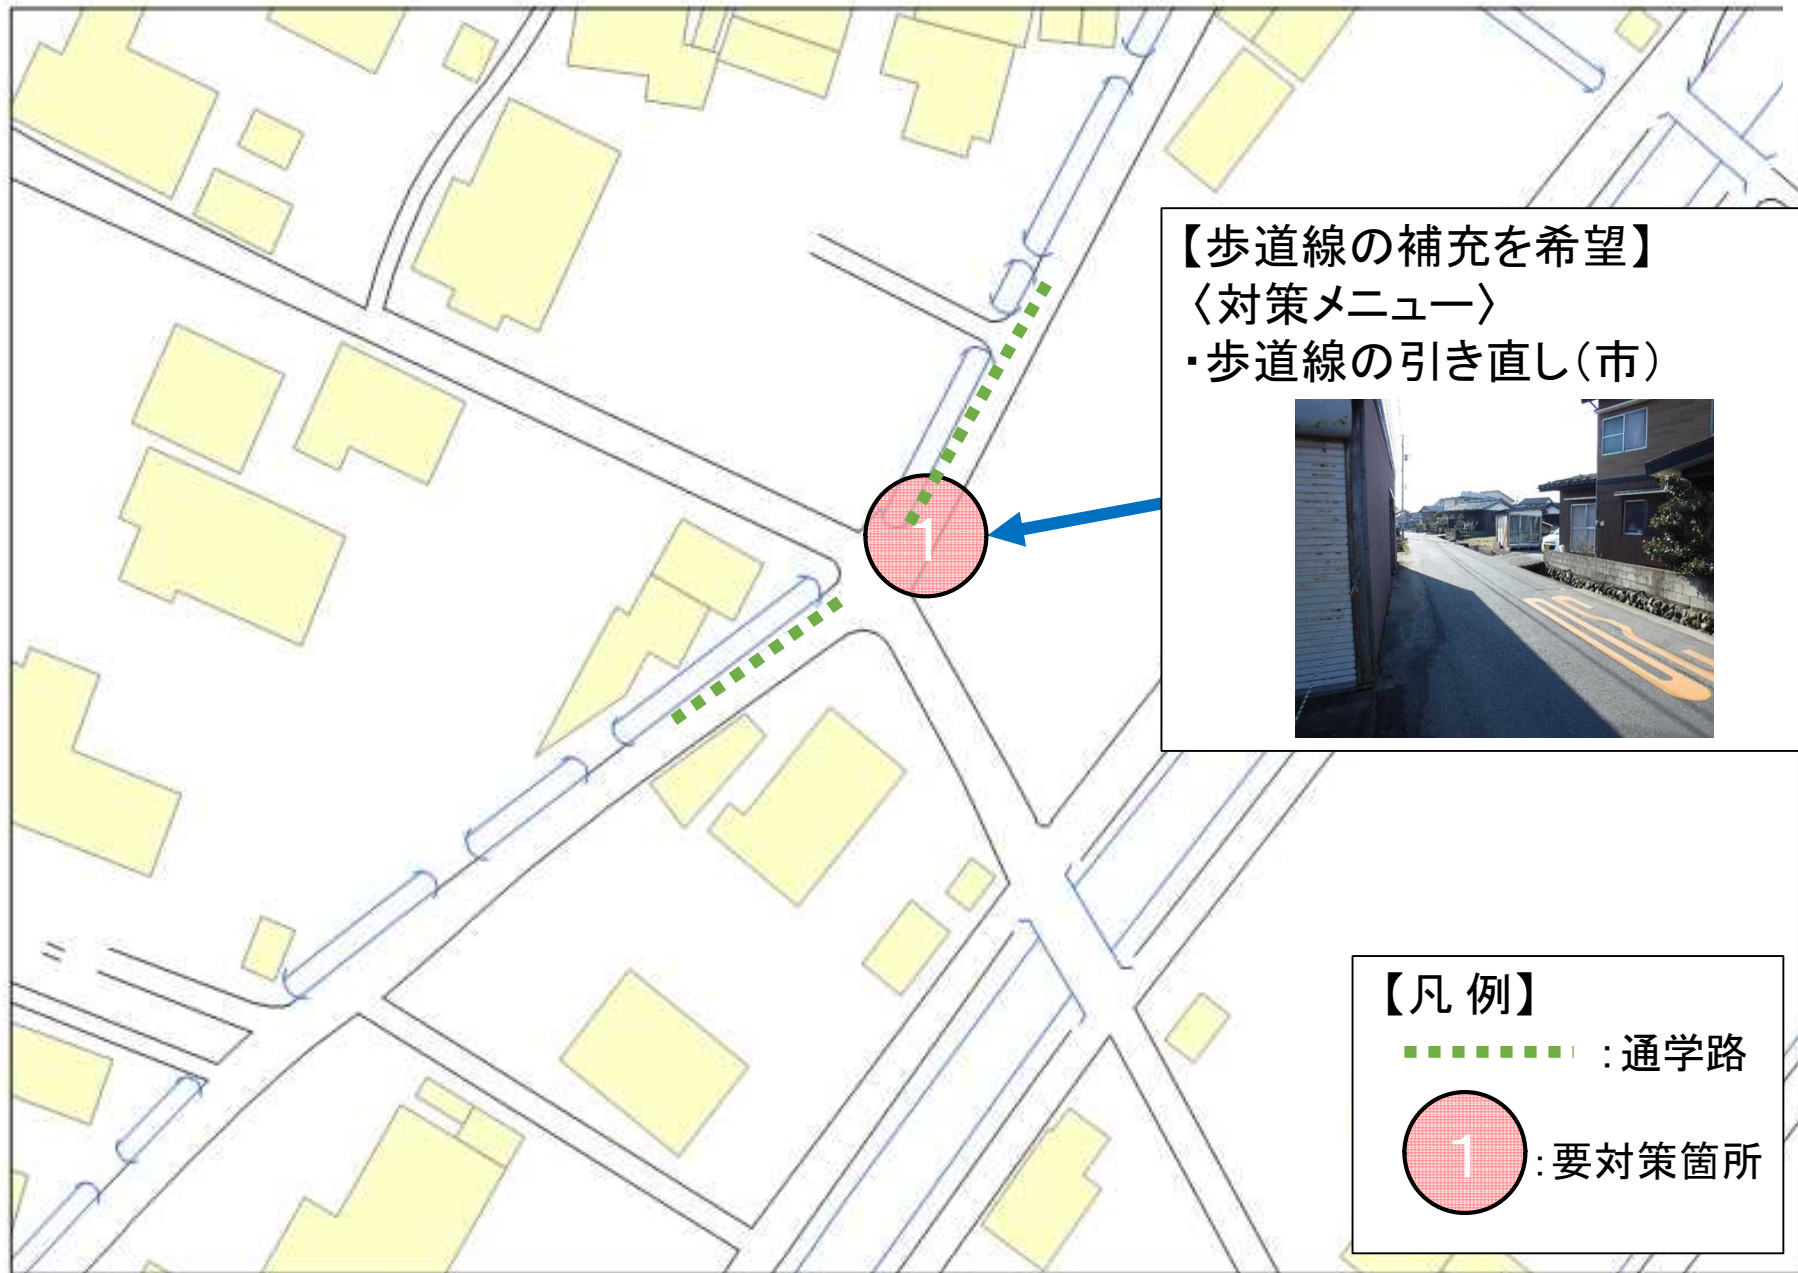 【歩道線の補充を希望】
〈対策メニュー〉
・歩道線の引き直し（市）
1
【凡 例】
：通学路
1
：要対策箇所